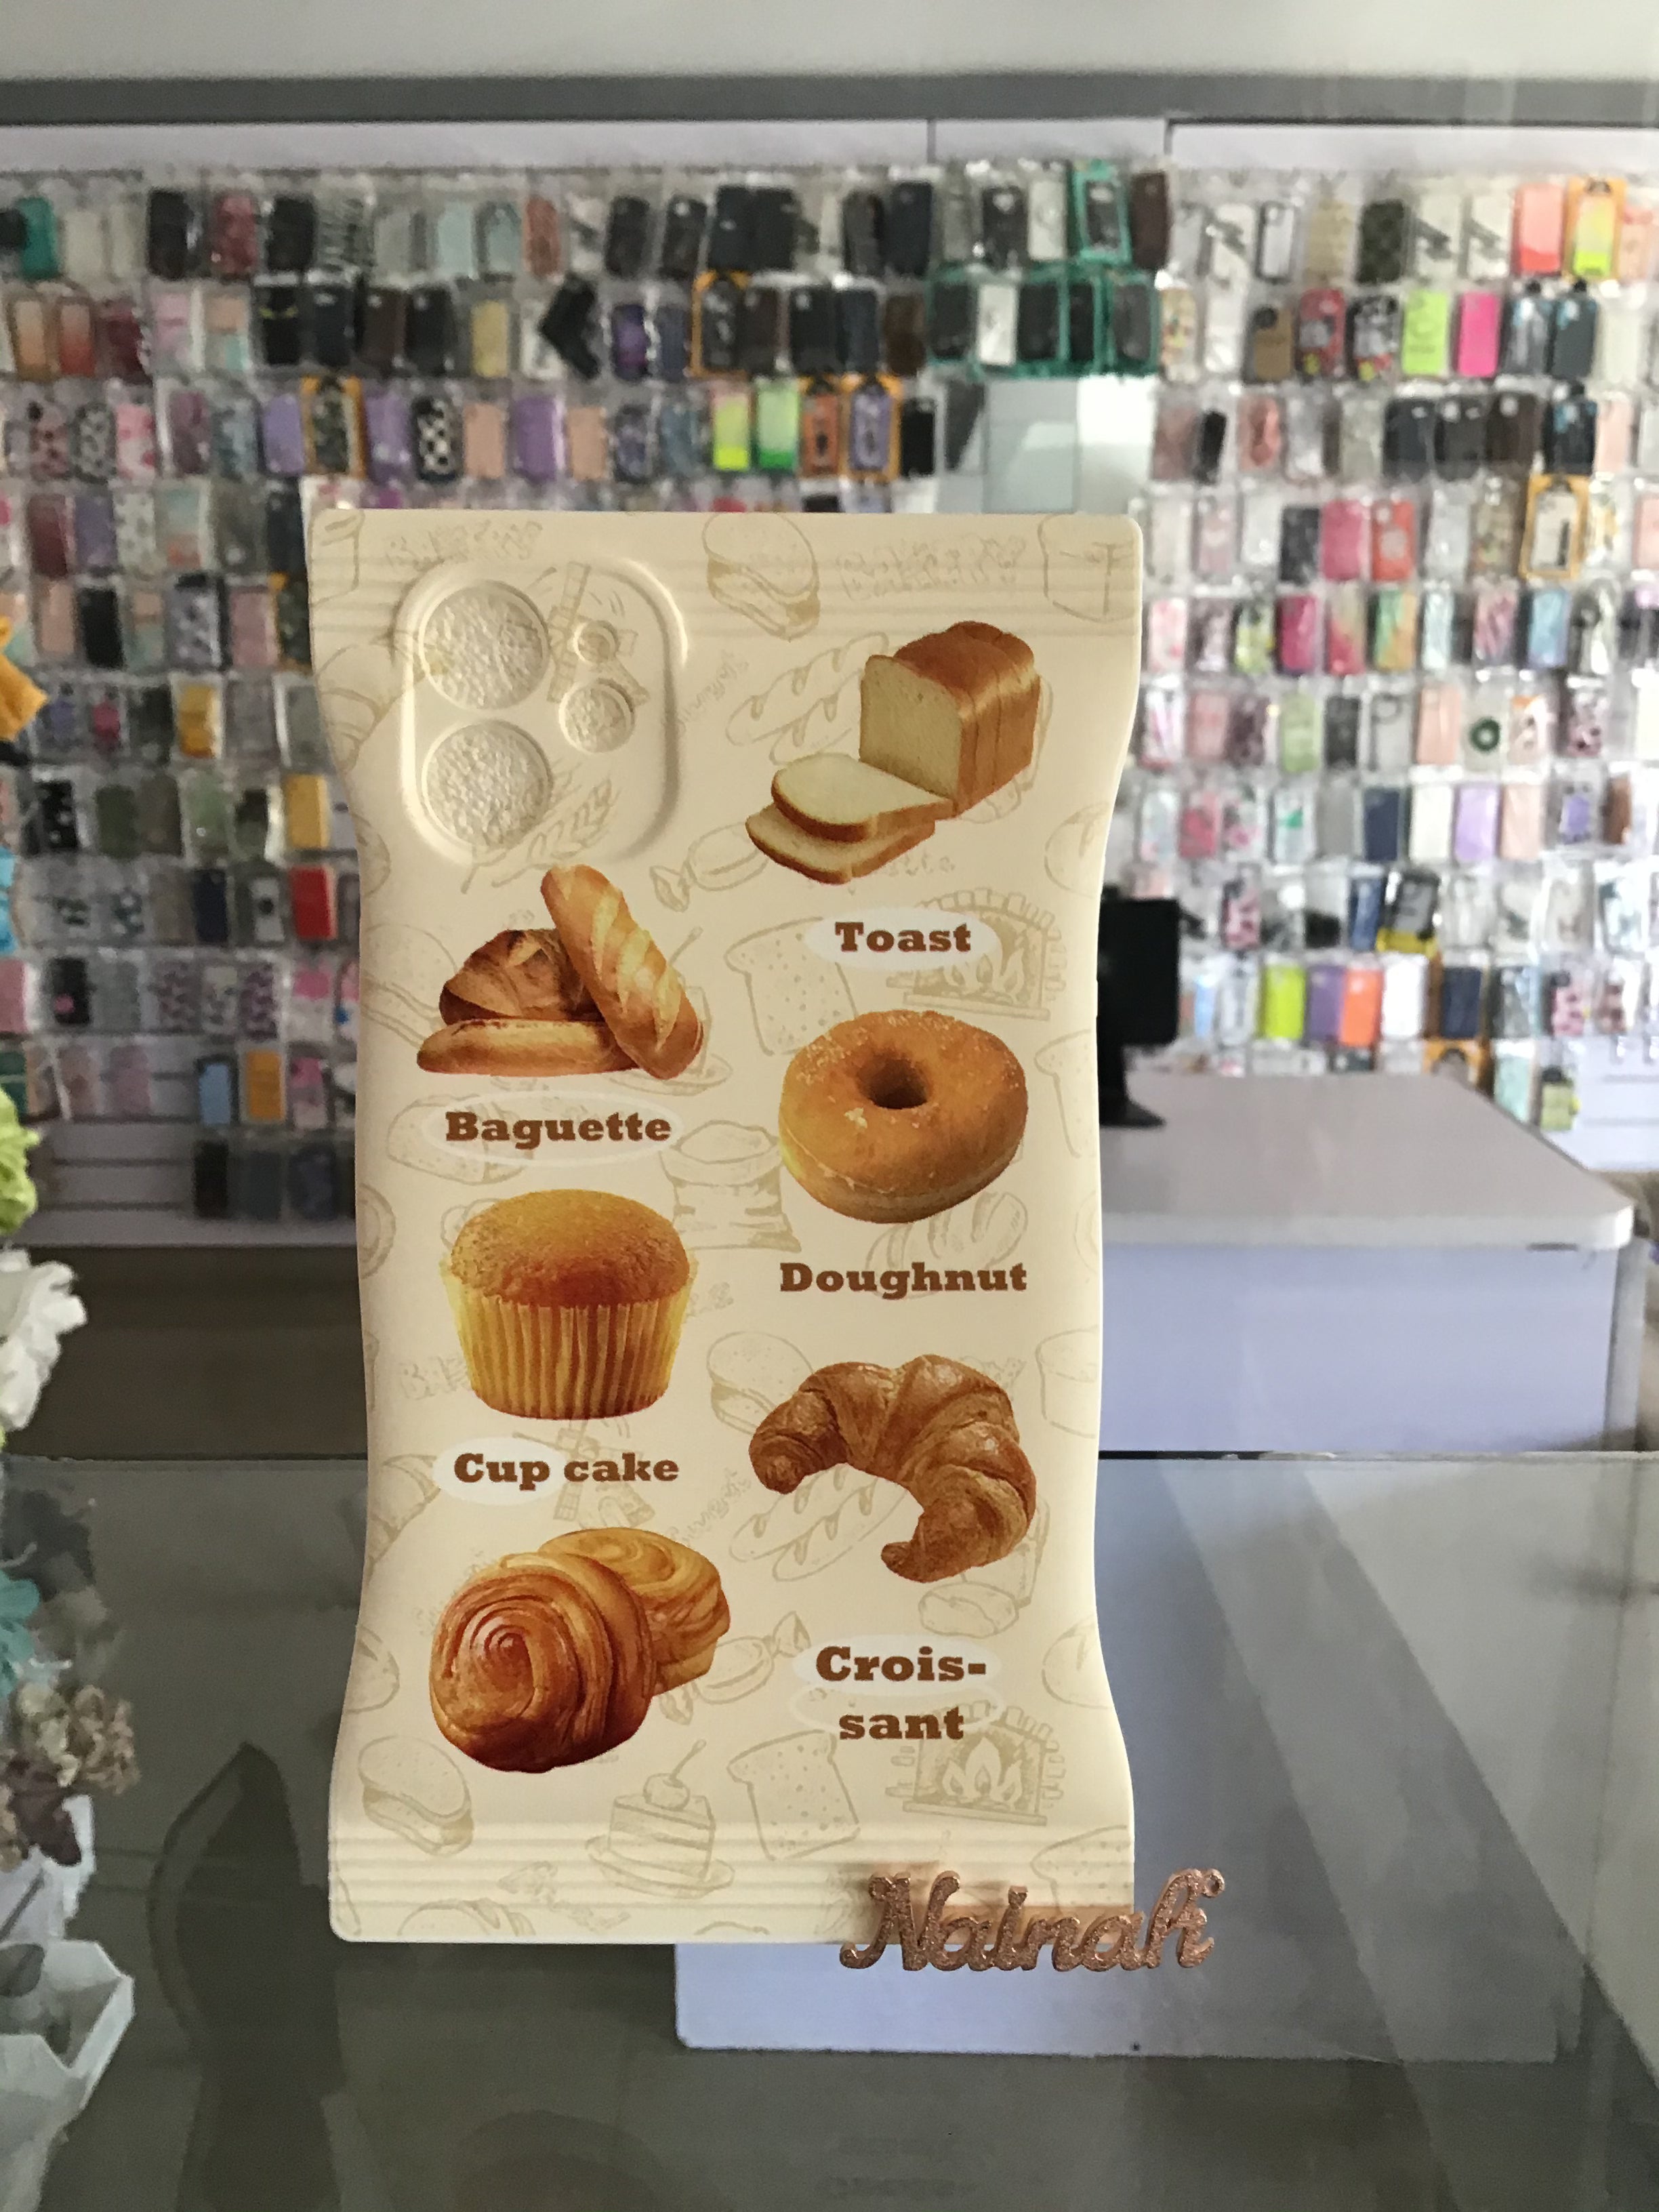 Toast
Baguette
Doughnut
Cup cake
Crois-
sant
Nainah